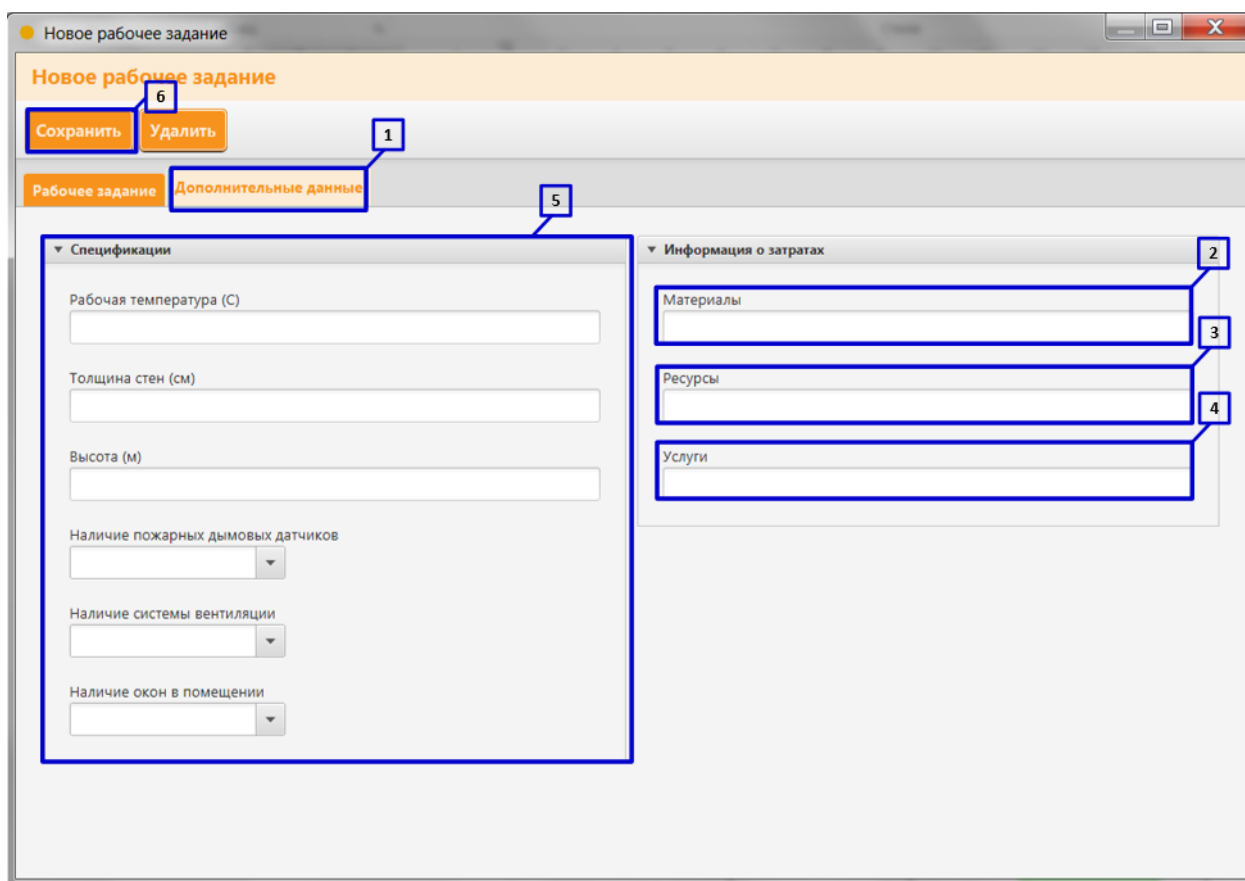 Новое рабочее задание
Новое рабочее задание
6
Сохранить Удалить
1
Рабочее задание Дополнительные данные
5
Спецификации
Рабочая температура (С)
Толщина стен (см)
Высота (м)
Наличие пожарных дымовых датчиков
Наличие системы вентиляции
Наличие окон в помещении
Информация о затратах
2
Материалы
3
Ресурсы
4
Услуги